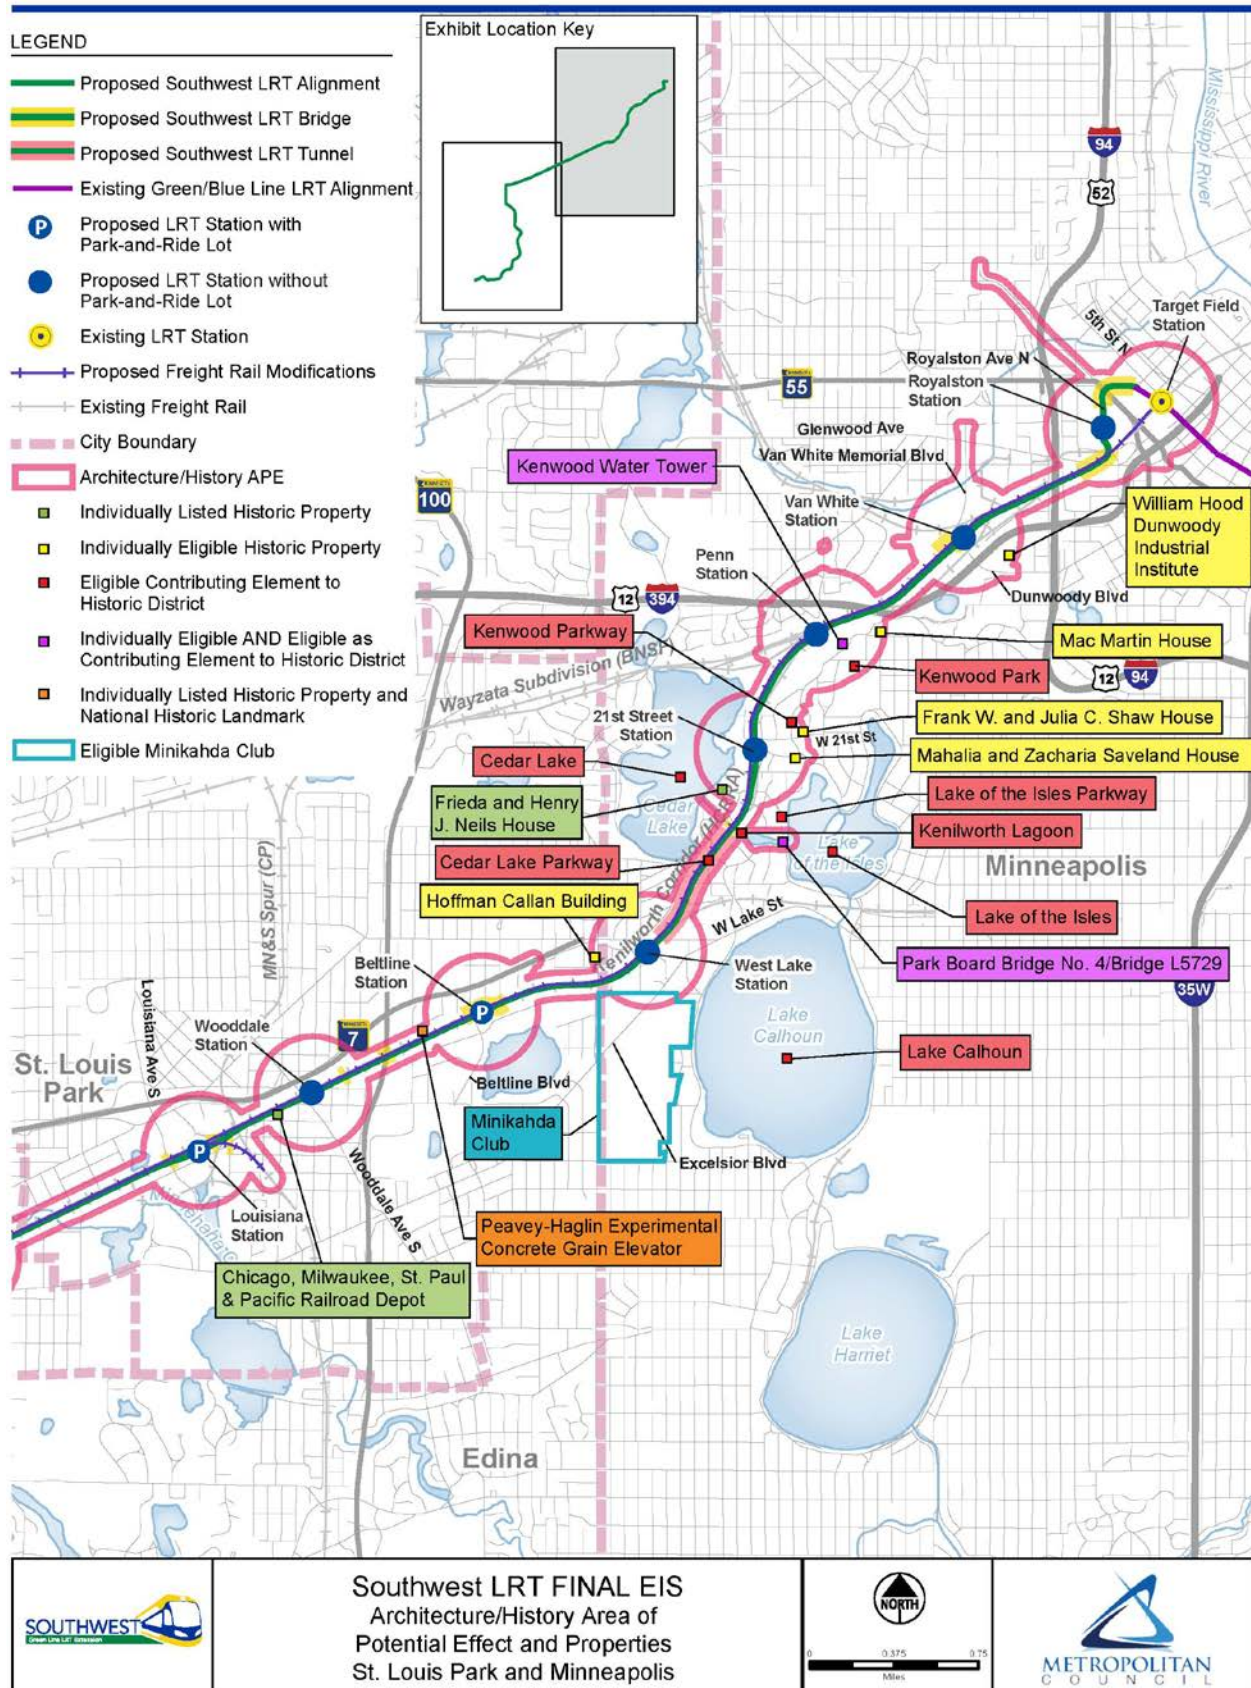 LEGEND
Proposed Southwest LRT Alignment
Proposed Southwest LRT Bridge
Proposed Southwest LRT Tunnel
Existing Green/Blue Line LRT Alignment
P
Proposed LRT Station with
Park-and-Ride Lot
Proposed LRT Station without
Park-and-Ride Lot
Existing LRT Station
Proposed Freight Rail Modifications
Existing Freight Rail
City Boundary
Architecture/History APE
Individually Listed Historic Property
Individually Eligible Historic Property
Eligible Contributing Element to
Historic District
Individually Eligible AND Eligible as
Contributing Element to Historic District
Individually Listed Historic Property and
National Historic Landmark
Eligible Minikahda Club
Exhibit Location Key
Mississippi River
94
52
5th St N
Target Field
Station
Royalston Ave N
Royalston
Station
55
Glenwood Ave
Van White Memorial Blvd
Kenwood Water Tower
100
Van White
Station
William Hood
Dunwoody
Industrial
Institute
Penn
Station
Dunwoody Blvd
12
394
Kenwood Parkway
Mac Martin House
Wayzata Subdivision (BNSF)
Kenwood Park
12
94
21st Street
Station
Frank W. and Julia C. Shaw House
W 21st St
Cedar Lake
Mahalia and Zacharia Saveland House
Frieda and Henry
J. Neils House
Cedar
Lake
Lake of the Isles Parkway
Kenilworth Lagoon
Cedar Lake Parkway
Lake
of the Isles
Minneapolis
MN&S Spur (CP)
Hoffman Callan Building
W Lake St
Lake of the Isles
Beltline
Station
West Lake
Station
Park Board Bridge No. 4/Bridge L5729
35W
Louisiana Ave S
Wooddale
Station
7
P
Lake
Calhoun
Lake Calhoun
St. Louis
Park
Beltline Blvd
Minikahda
Club
P
Excelsior Blvd
Wooddale Ave S
Louisiana
Station
Peavey-Haglin Experimental
Concrete Grain Elevator
Chicago, Milwaukee, St. Paul
& Pacific Railroad Depot
Lake
Harriet
Edina
SOUTHWEST
Green Line LRT Extension
Southwest LRT FINAL EIS
Architecture/History Area of
Potential Effect and Properties
St. Louis Park and Minneapolis
NORTH
0 0.375 0.75
Miles
METROPOLITAN
COUNCIL